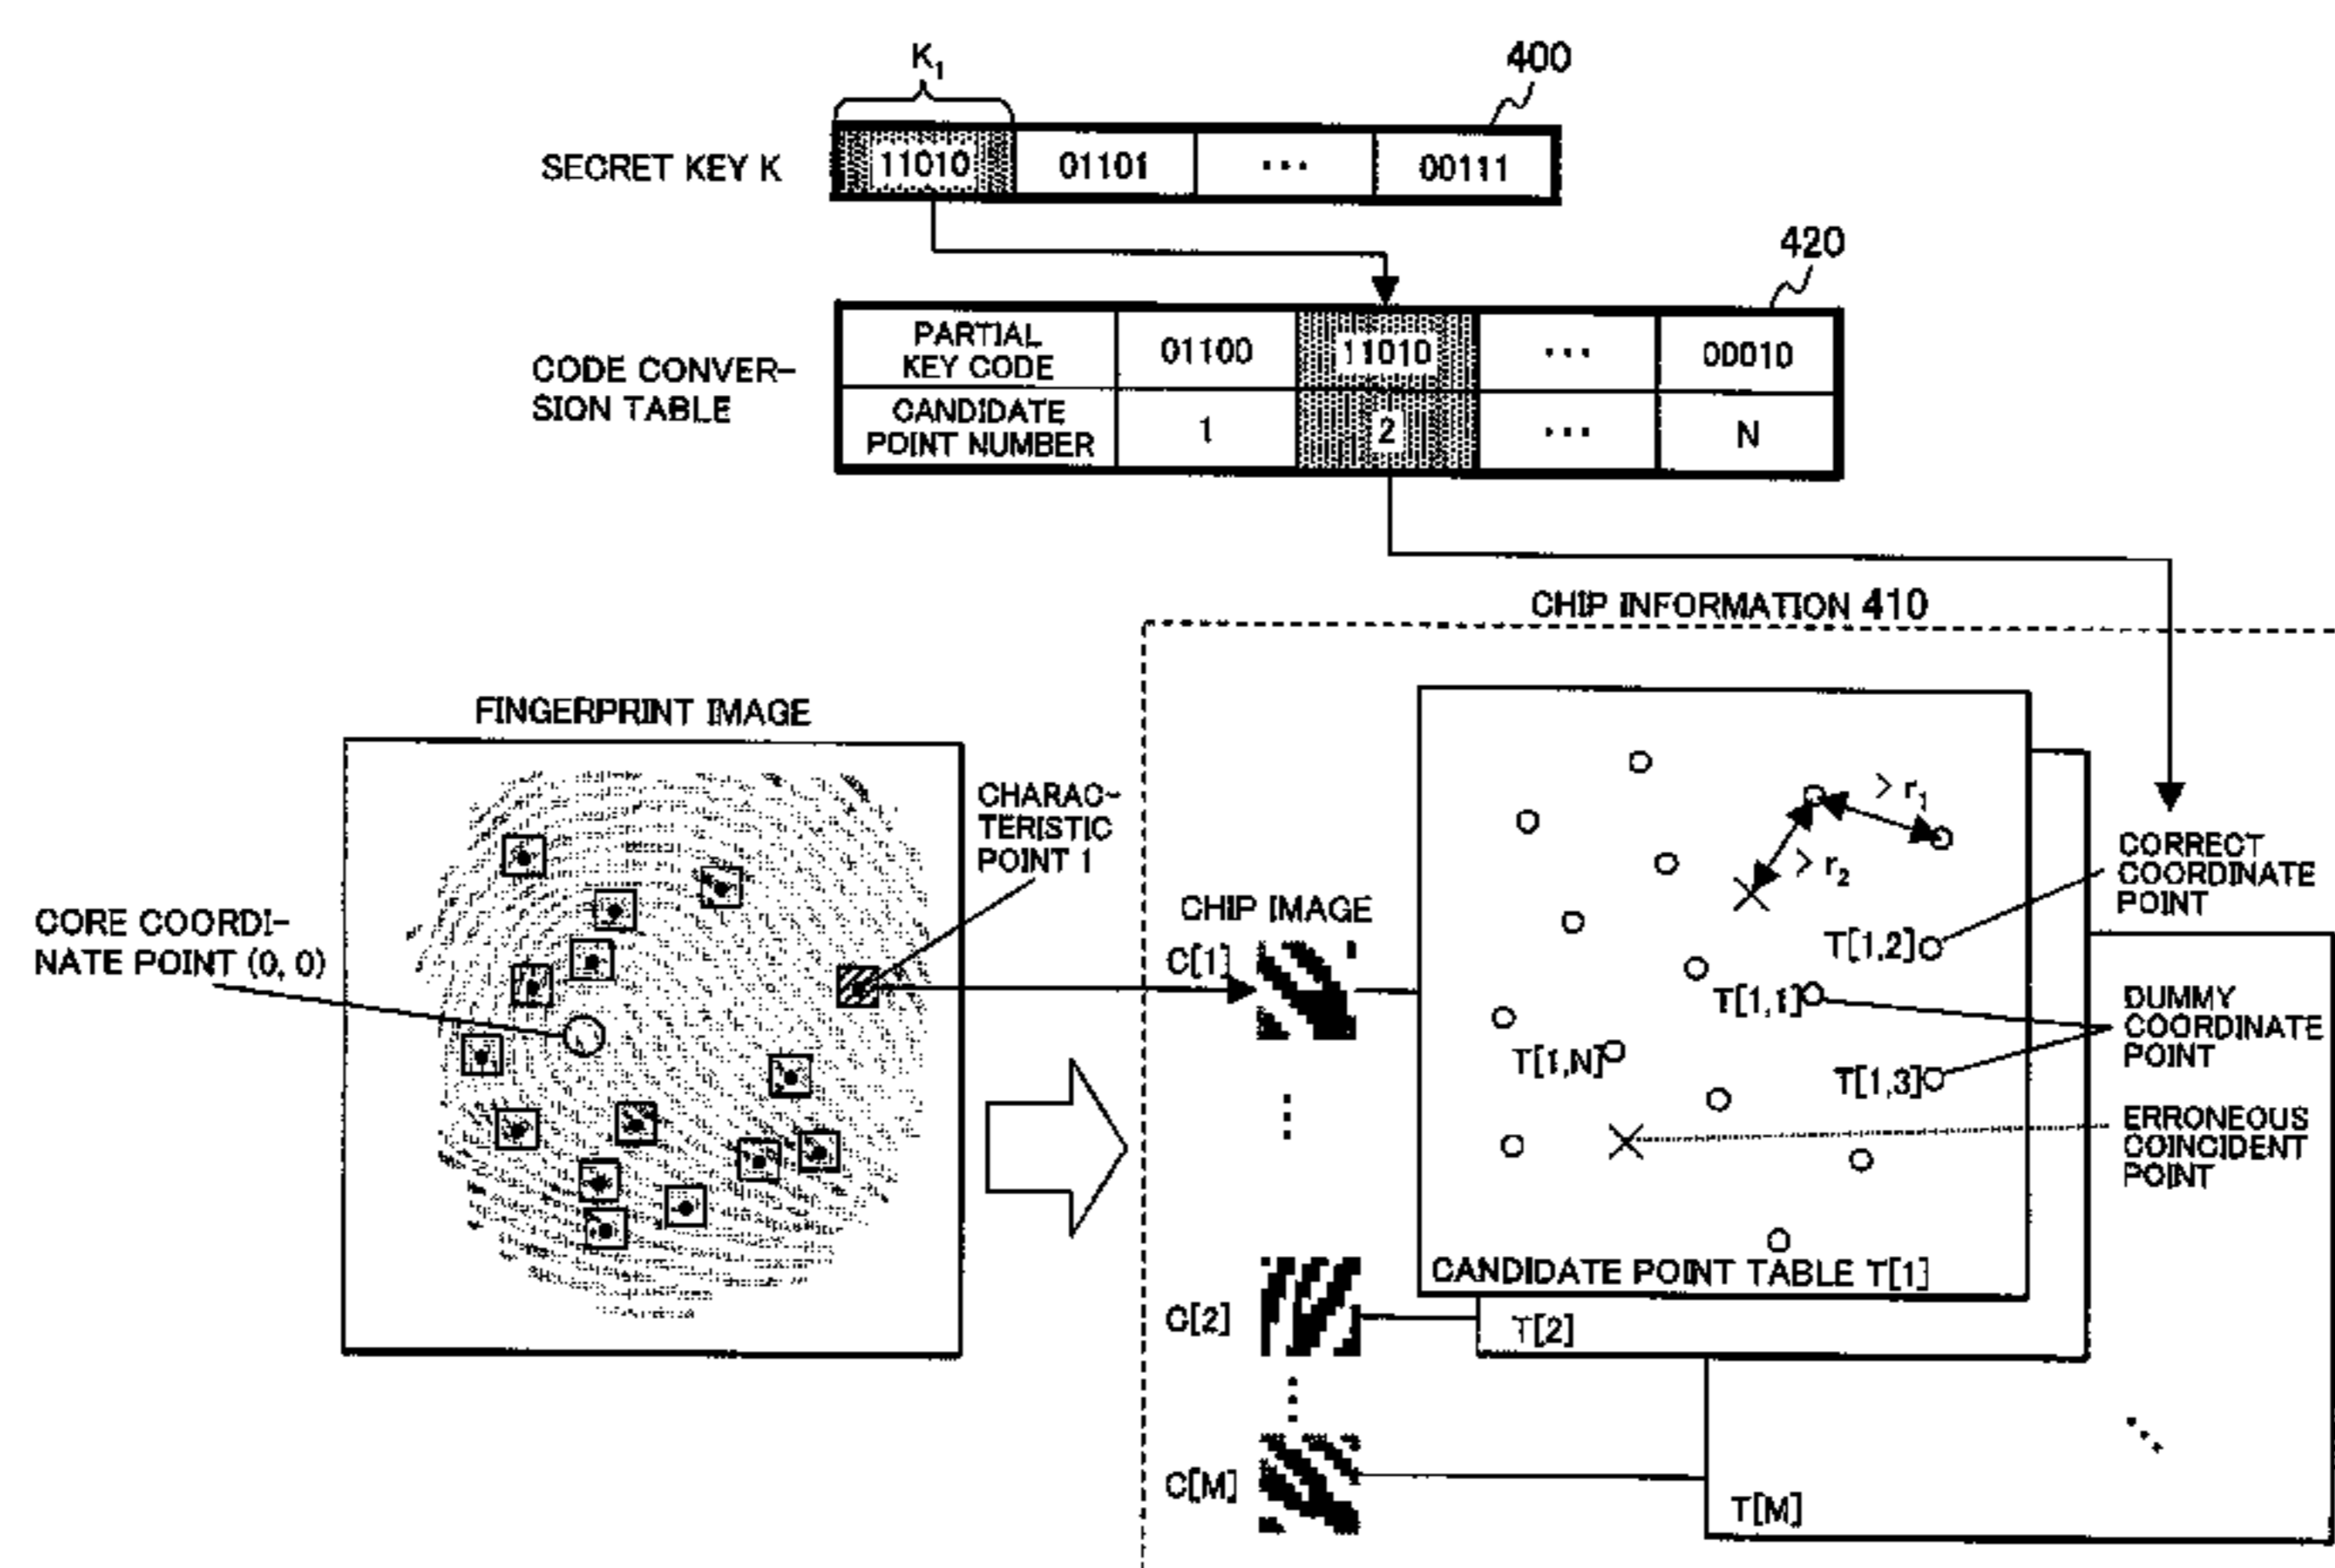 K1
400
SECRET KEY K
11010 01101 ··· 00111
420
CODE CONVER-
SION TABLE
PARTIAL
KEY CODE
01100 11010 ··· 00010
CANDIDATE
POINT NUMBER
1 2 ··· N
CHIP INFORMATION 410
FINGERPRINT IMAGE
CHARAC-
TERISTIC
POINT 1
CORE COORDI-
NATE POINT (0, 0)
CHIP IMAGE
C[1]
C[2]
C[M]
> r1
> r2
T[1,2]
T[1,1]
T[1,N]
T[1,3]
CORRECT
COORDINATE
POINT
DUMMY
COORDINATE
POINT
ERRONEOUS
COINCIDENT
POINT
CANDIDATE POINT TABLE T[1]
T[2]
T[M]